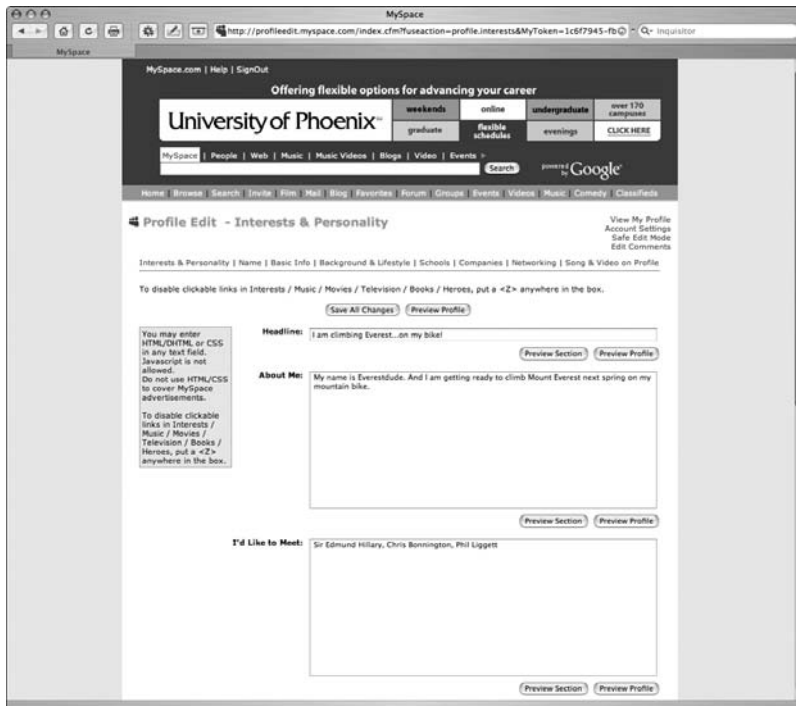 MySpace
http://profileedit.myspace.com/index.cfm?fuseaction=profile.interests&MyToken=1c6f7945-fb
Inquisitor
MySpace
MySpace.com | Help | SignOut
Offering flexible options for advancing your career
University of Phoenix
weekends online undergraduate over 170 campuses
graduate flexible schedules evenings CLICK HERE
MySpace | People | Web | Music | Music Videos | Blogs | Video | Events
Search powered by Google
Home | Browse | Search | Invite | Film | Mail | Blog | Favorites | Forum | Groups | Events | Videos | Music | Comedy | Classifieds
Profile Edit - Interests & Personality
View My Profile
Account Settings
Safe Edit Mode
Edit Comments
Interests & Personality | Name | Basic Info | Background & Lifestyle | Schools | Companies | Networking | Song & Video on Profile
To disable clickable links in Interests / Music / Movies / Television / Books / Heroes, put a <Z> anywhere in the box.
Save All Changes Preview Profile
You may enter
HTML/DHTML or CSS
in any text field.
Javascript is not
allowed.
Do not use HTML/CSS
to cover MySpace
advertisements.
To disable clickable
links in Interests /
Music / Movies /
Television / Books /
Heroes, put a <Z>
anywhere in the box.
Headline: I am climbing Everest...on my bike!
Preview Section Preview Profile
About Me: My name is Everestdude. And I am getting ready to climb Mount Everest next spring on my
mountain bike.
Preview Section Preview Profile
I'd Like to Meet: Sir Edmund Hillary, Chris Bonnington, Phil Liggett
Preview Section Preview Profile